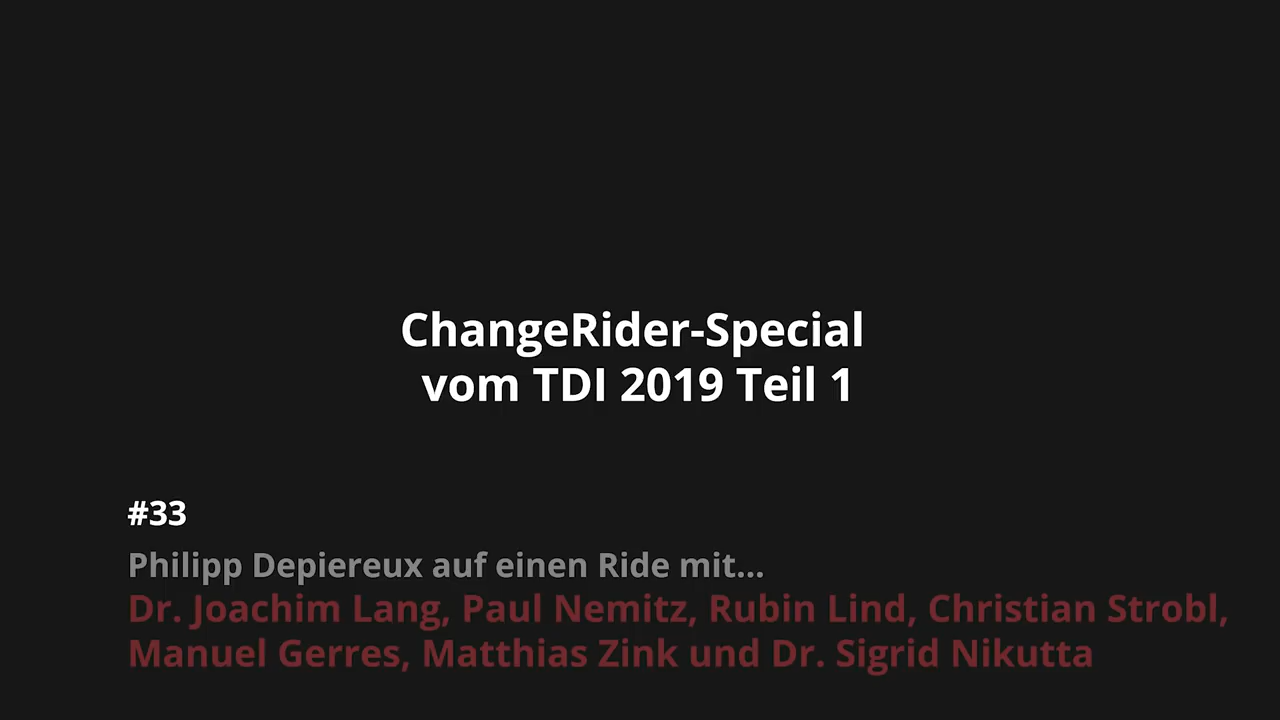 ChangeRider-Special
vom TDI 2019 Teil 1
#33
Philipp Depiereux auf einen Ride mit...
Dr. Joachim Lang, Paul Nemitz, Rubin Lind, Christian Strobl,
Manuel Gerres, Matthias Zink und Dr. Sigrid Nikutta